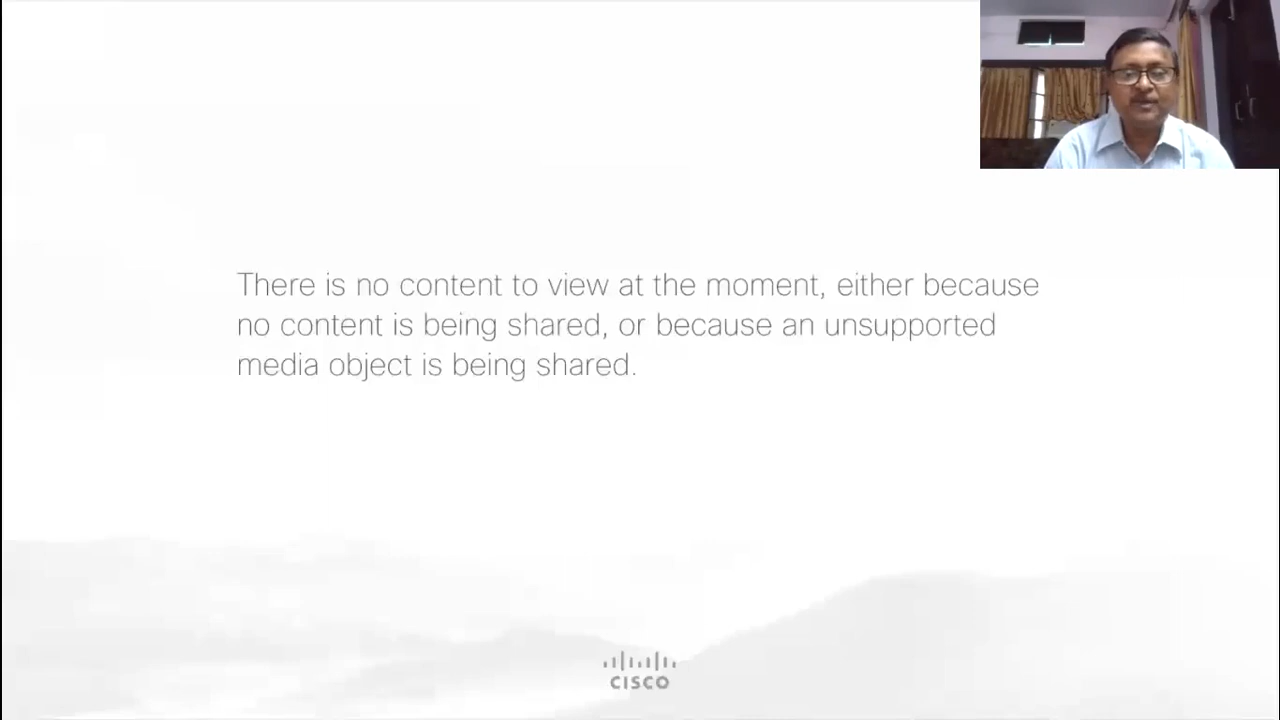 There is no content to view at the moment, either because
no content is being shared, or because an unsupported
media object is being shared.
CISCO